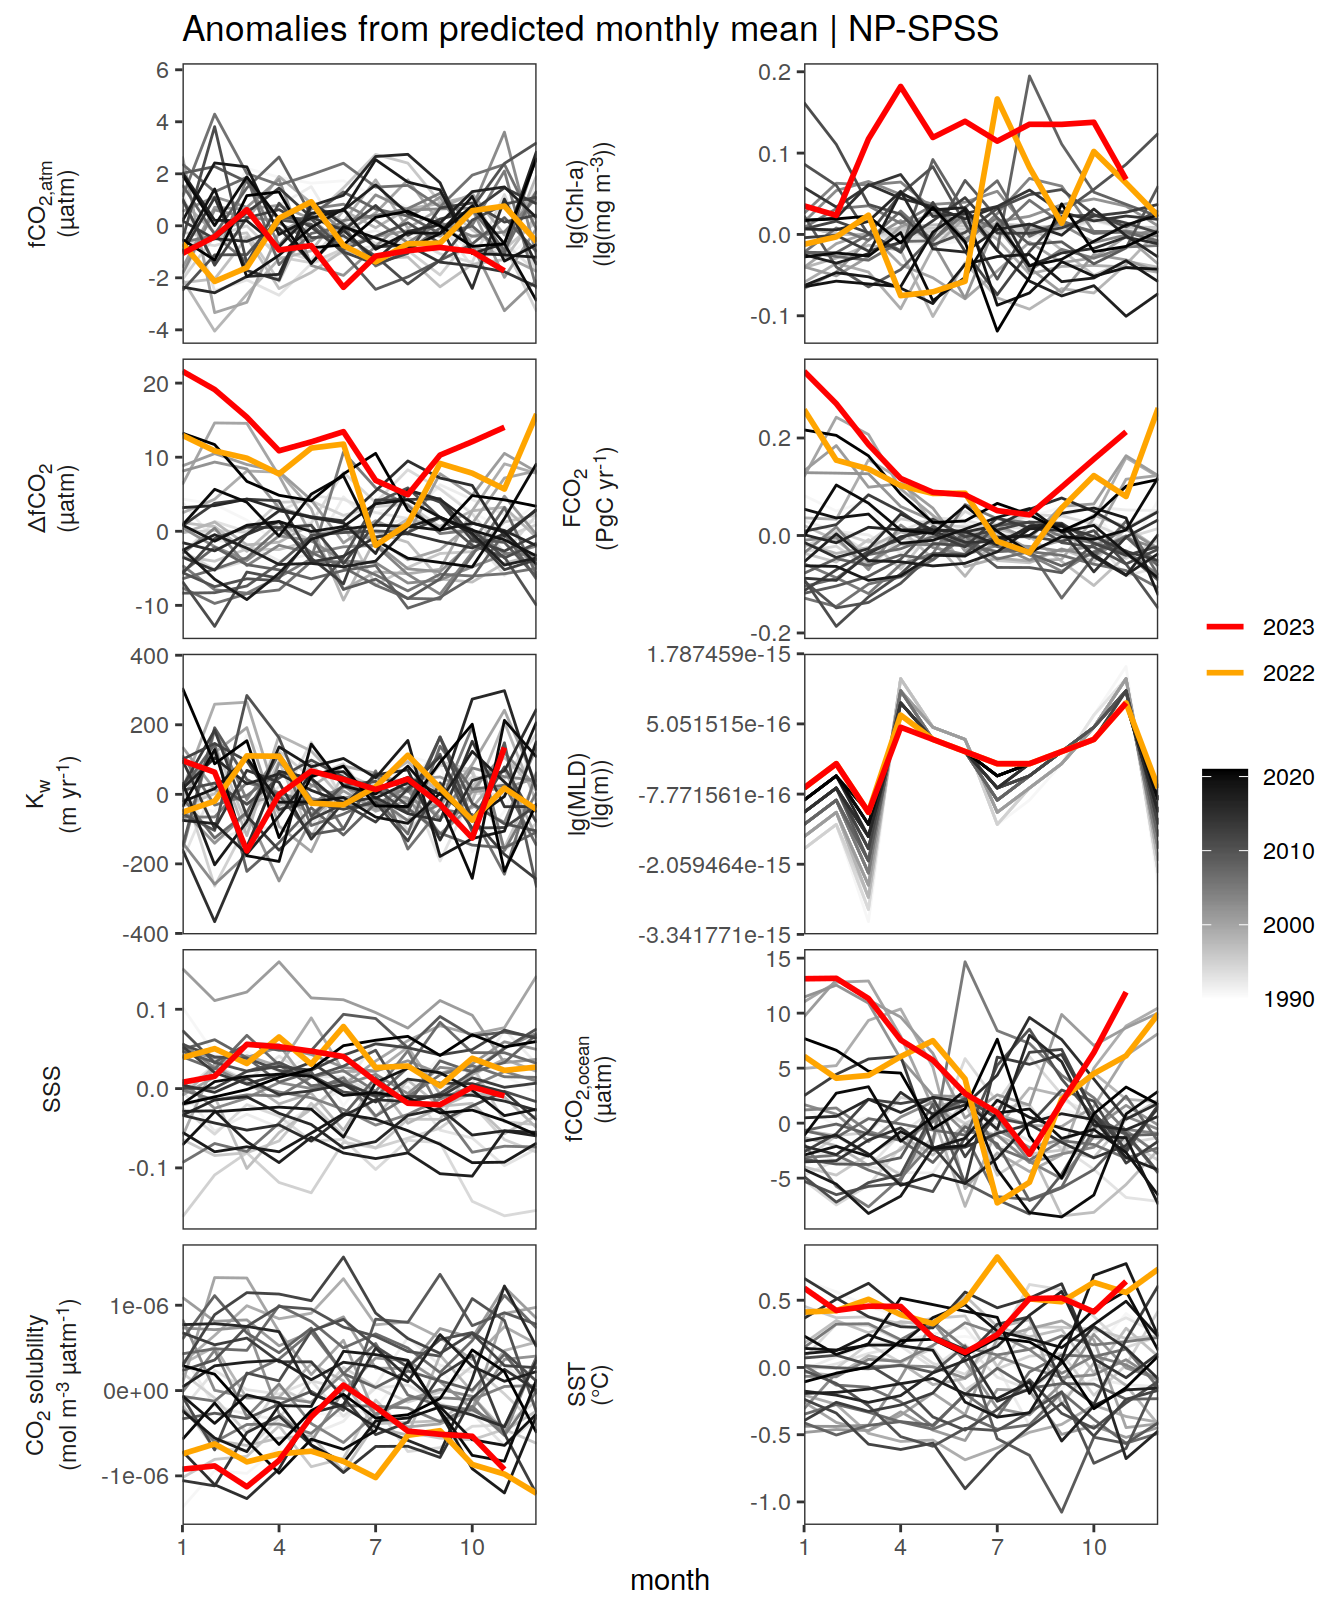 Anomalies from predicted monthly mean | NP-SPSS
fCO2,atm
(µatm)
6
4
2
0
-2
-4
lg(Chl-a)
(lg(mg m-3))
0.2
0.1
0.0
-0.1
ΔfCO2
(µatm)
20
10
0
-10
FCO2
(PgC yr-1)
0.2
0.0
-0.2
Kw
(m yr-1)
400
200
0
-200
-400
lg(MLD)
(lg(m))
1.787459e-15
5.051515e-16
-7.771561e-16
-2.059464e-15
-3.341771e-15
SSS
0.1
0.0
-0.1
fCO2,ocean
(µatm)
15
10
5
0
-5
CO2 solubility
(mol m-3 µatm-1)
1e-06
0e+00
-1e-06
SST
(°C)
0.5
0.0
-0.5
-1.0
1 4 7 10
1 4 7 10
month
2023
2022
2020
2010
2000
1990